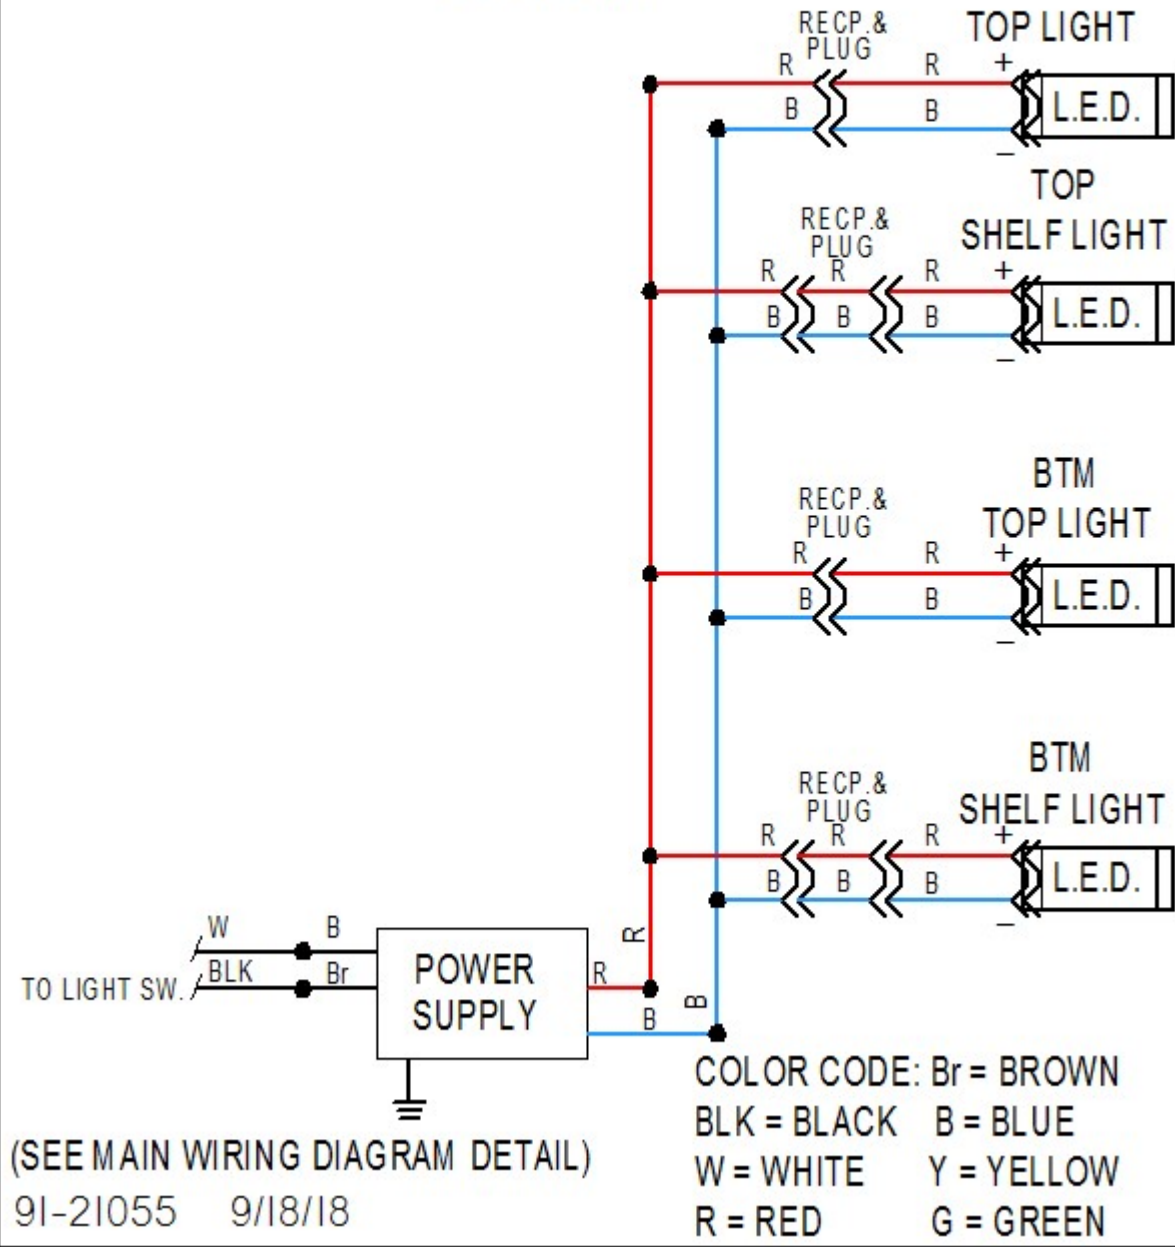 RECP.&
PLUG
TOP LIGHT
R R +
B B
L.E.D.
–
TOP
SHELF LIGHT
RECP.&
PLUG
R R R +
B B B
L.E.D.
–
BTM
TOP LIGHT
RECP.&
PLUG
R R +
B B
L.E.D.
–
BTM
SHELF LIGHT
RECP.&
PLUG
R R R +
B B B
L.E.D.
–
W B
BLK Br
TO LIGHT SW.
POWER
SUPPLY
R
R
B
B
COLOR CODE: Br = BROWN
BLK = BLACK B = BLUE
W = WHITE Y = YELLOW
R = RED G = GREEN
(SEE MAIN WIRING DIAGRAM DETAIL)
91-21055 9/18/18